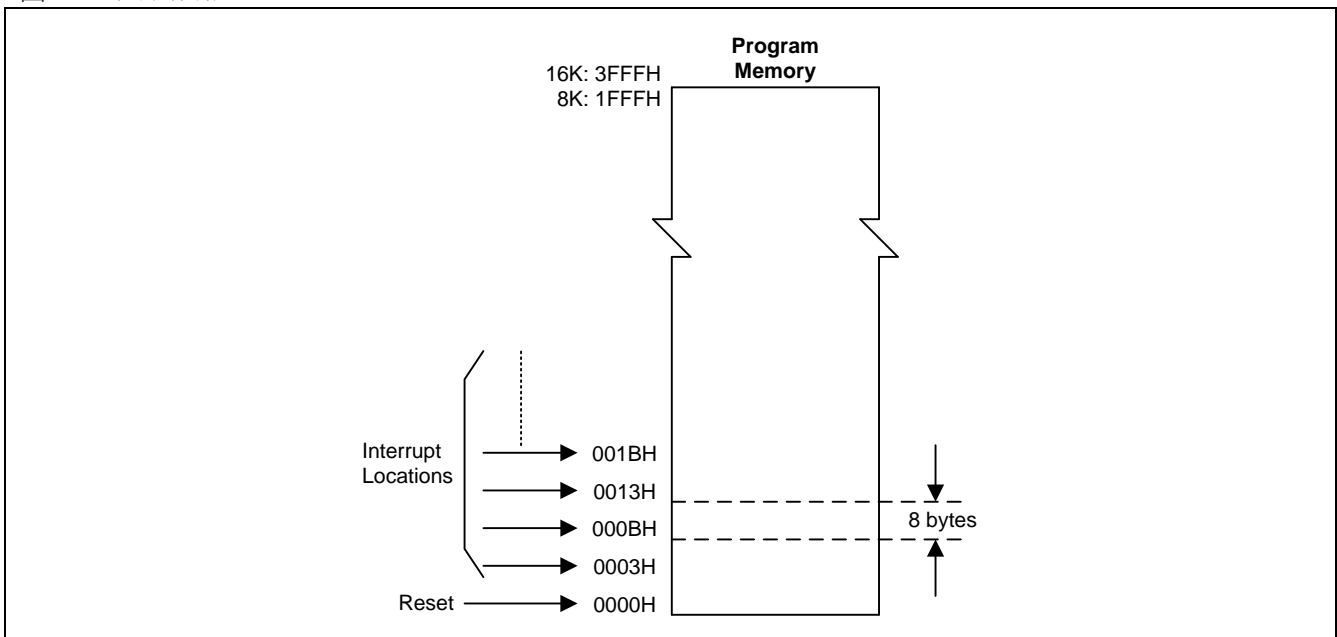 Program
Memory
16K: 3FFFH
8K: 1FFFH
Interrupt
Locations
001BH
0013H
000BH
0003H
Reset
0000H
8 bytes